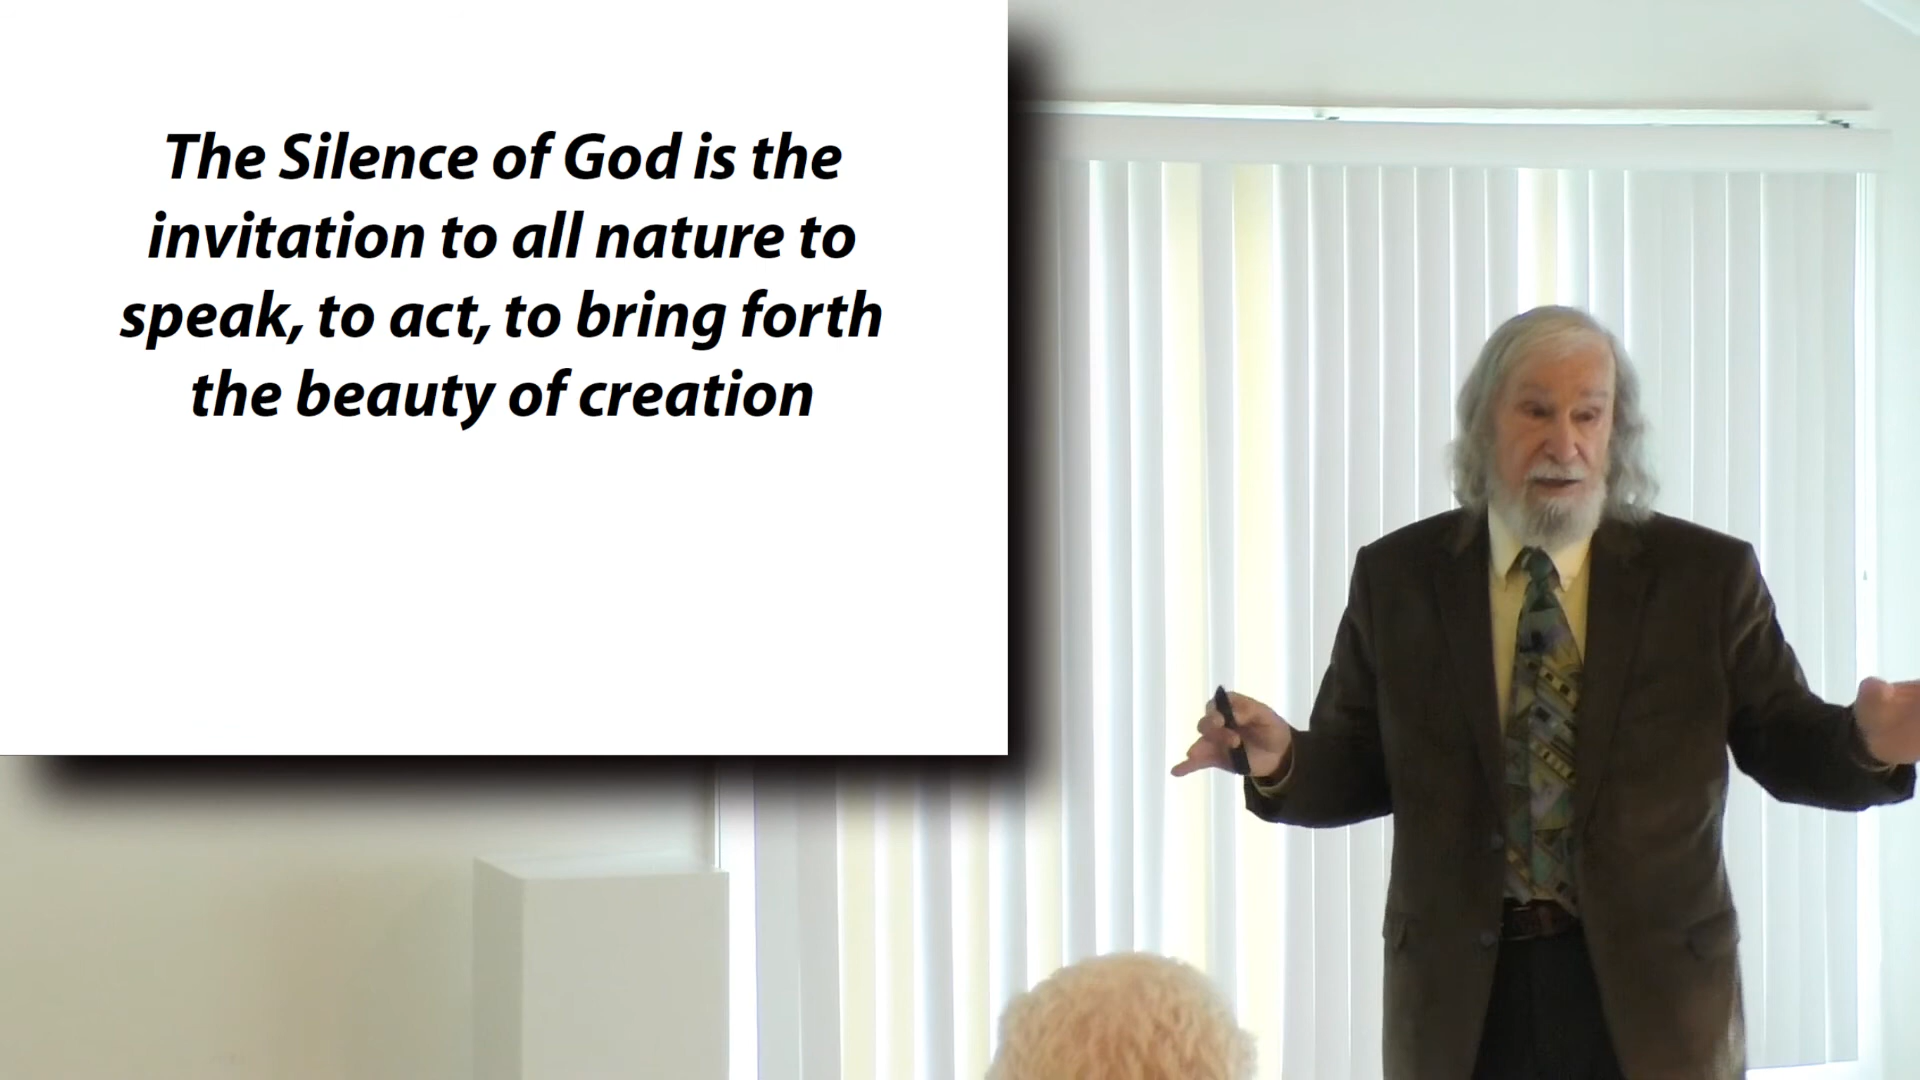 The Silence of God is the
invitation to all nature to
speak, to act, to bring forth
the beauty of creation